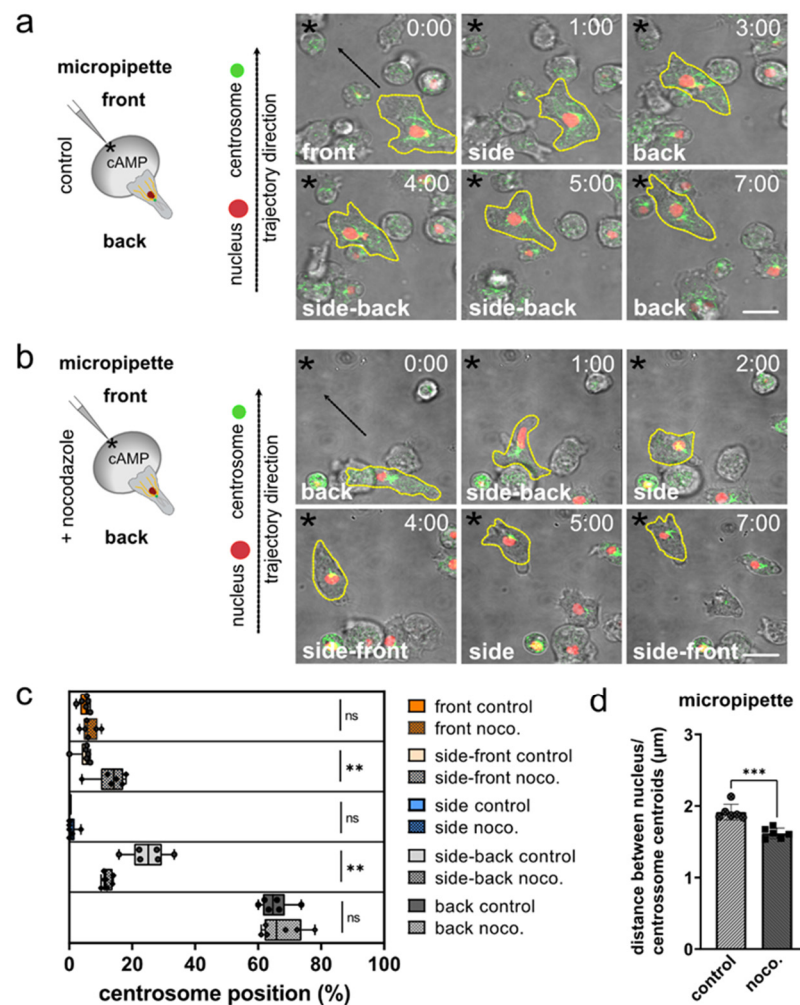 a
micropipette
front
control
*
cAMP
back
nucleus
centrosome
trajectory direction
*
0:00
front
*
1:00
side
*
3:00
back
*
4:00
side-back
*
5:00
side-back
*
7:00
back
b
micropipette
front
+ nocodazole
*
cAMP
back
nucleus
centrosome
trajectory direction
*
0:00
back
*
1:00
side-back
*
2:00
side
*
4:00
side-front
*
5:00
side
*
7:00
side-front
c
ns
**
ns
**
ns
0
20
40
60
80
100
centrosome position (%)
front control
front noco.
side-front control
side-front noco.
side control
side noco.
side-back control
side-back noco.
back control
back noco.
d
micropipette
distance between nucleus/
centrossome centroids (µm)
3
2
1
0
***
control
noco.